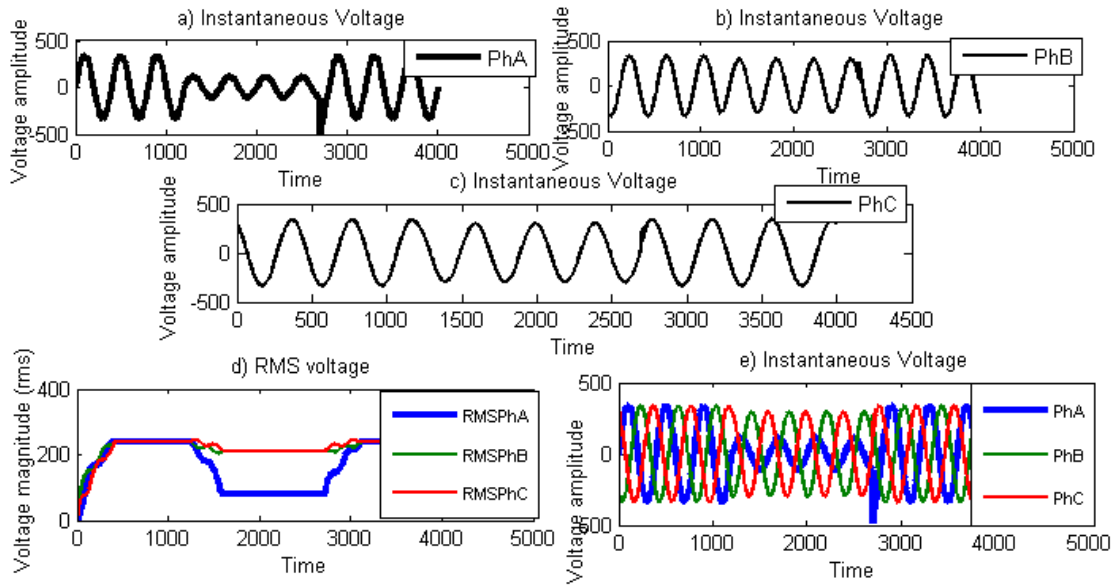 a) Instantaneous Voltage
Voltage amplitude
500
0
-500
0 1000 2000 3000 4000 5000
Time
PhA
b) Instantaneous Voltage
Voltage amplitude
500
0
-500
0 1000 2000 3000 4000 5000
Time
PhB
c) Instantaneous Voltage
Voltage amplitude
500
0
-500
0 500 1000 1500 2000 2500 3000 3500 4000 4500
Time
PhC
d) RMS voltage
Voltage magnitude (rms)
400
200
0
0 1000 2000 3000 4000 5000
Time
RMSPhA
RMSPhB
RMSPhC
e) Instantaneous Voltage
Voltage amplitude
500
0
-500
0 1000 2000 3000 4000 5000
Time
PhA
PhB
PhC